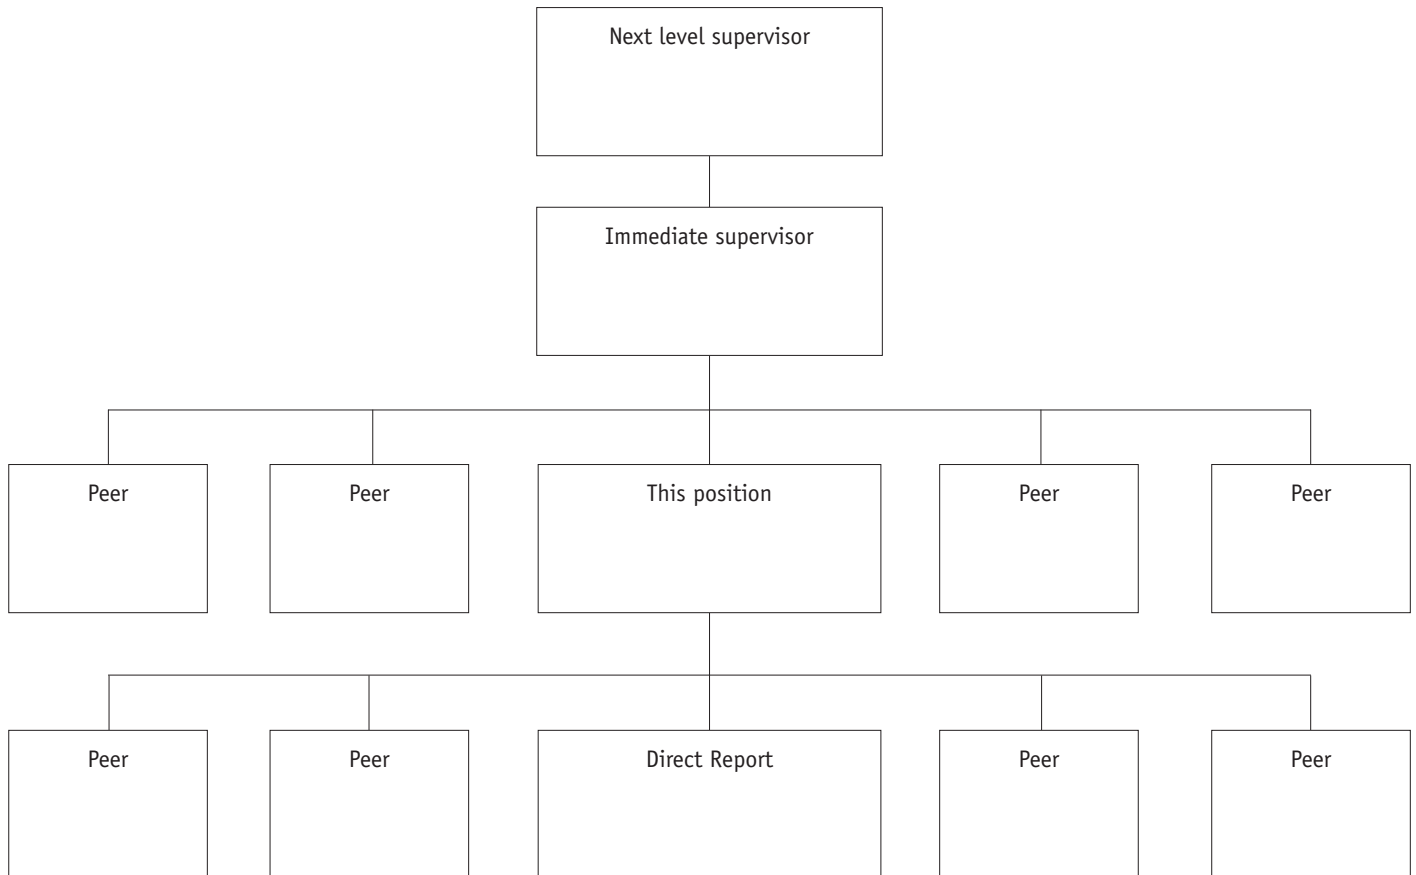 Next level supervisor
Immediate supervisor
Peer
Peer
This position
Peer
Peer
Peer
Peer
Direct Report
Peer
Peer